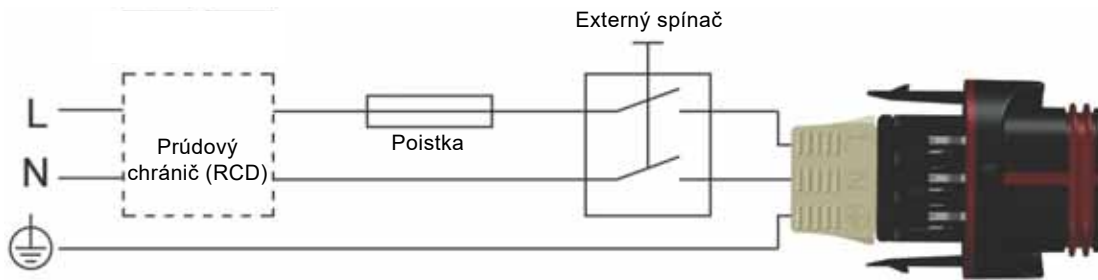 Externý spínač
L
Prúdový
chránič (RCD)
Poistka
N
L
N